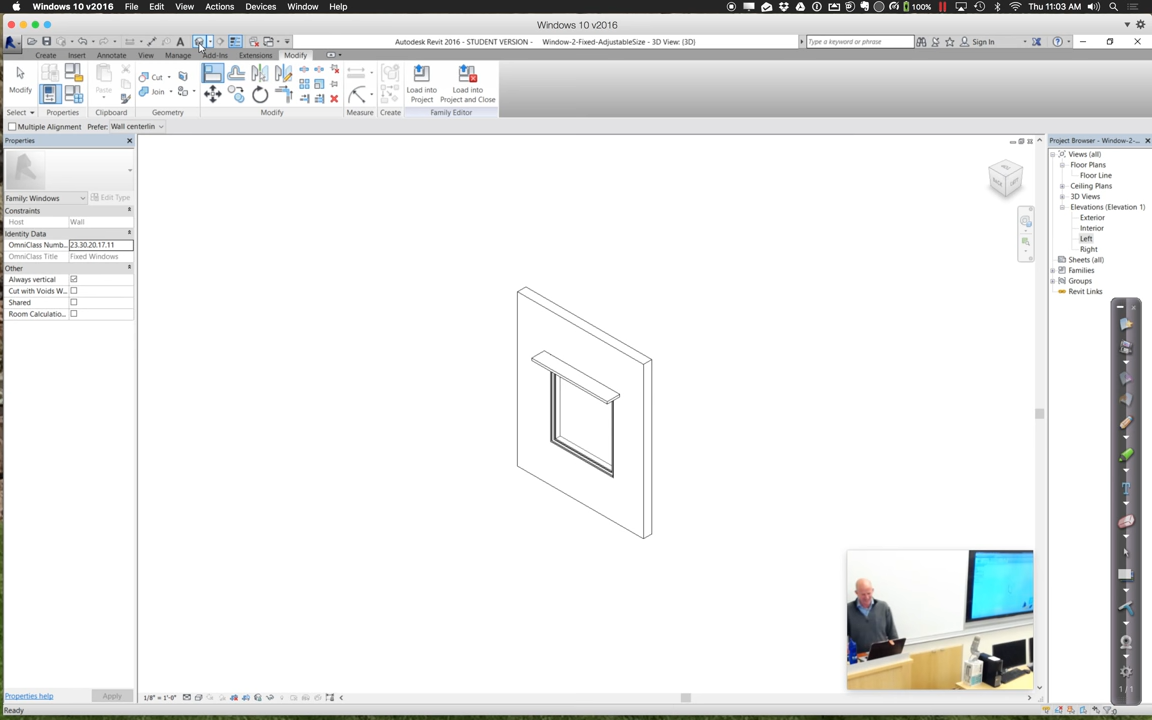 Windows 10 v2016 File Edit View Actions Devices Window Help
100% Thu 11:03 AM
Windows 10 v2016
Autodesk Revit 2016 - STUDENT VERSION - Window-2-Fixed-AdjustableSize - 3D View: {3D}
Type a keyword or phrase
Sign In
Create Insert Annotate View Manage Add-Ins Extensions Modify
Modify
Paste
Cut
Join
Load into
Project
Load into
Project and Close
Select Properties Clipboard Geometry Modify Measure Create Family Editor
Multiple Alignment Prefer: Wall centerlin
Properties
Family: Windows
Edit Type
Constraints
Host Wall
Identity Data
OmniClass Numb... 23.30.20.17.11
OmniClass Title Fixed Windows
Other
Always vertical
Cut with Voids W...
Shared
Room Calculatio...
Properties help
Apply
Project Browser - Window-2-...
Views (all)
Floor Plans
Floor Line
Ceiling Plans
3D Views
Elevations (Elevation 1)
Exterior
Interior
Left
Right
Sheets (all)
Families
Groups
Revit Links
BACK LEFT
1/8" = 1'-0"
1/1
Ready
:0